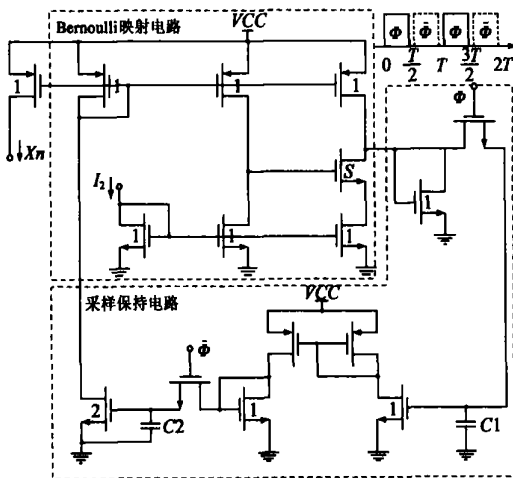 Bernoulli映射电路
VCC
Φ Φ̄ Φ Φ̄
0 T/2 T 3T/2 2T
1 1 1 1
Φ
Xn
S
I₂
1
1 1 1
采样保持电路
VCC
Φ̄
2
C2
1
1
C1